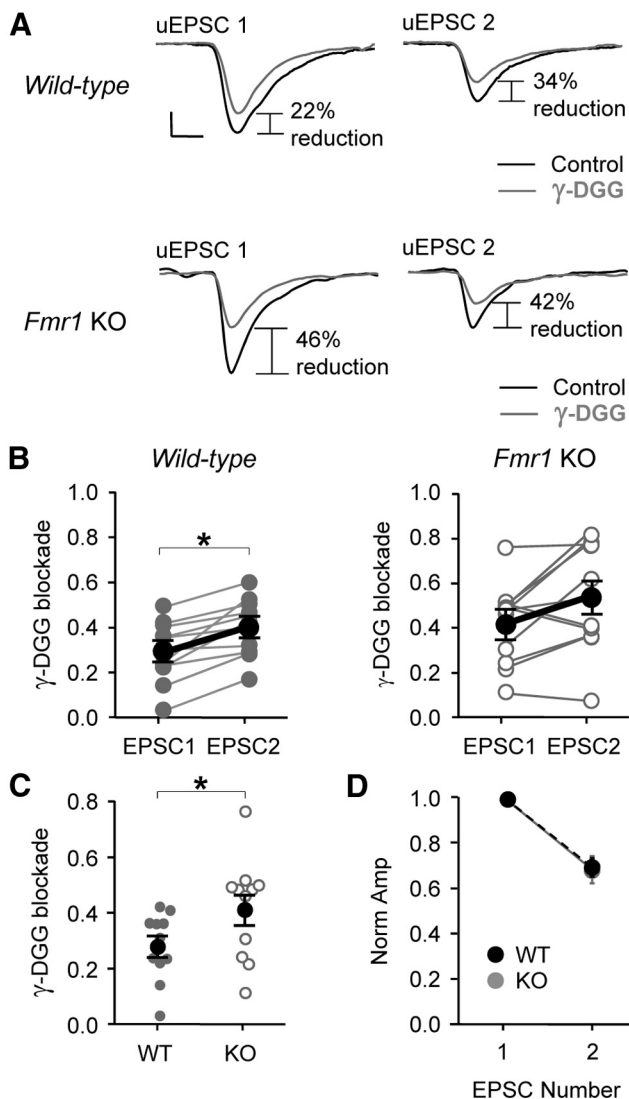 A
uEPSC 1
uEPSC 2
Wild-type
22%
reduction
34%
reduction
Control
γ-DGG
uEPSC 1
uEPSC 2
Fmr1 KO
46%
reduction
42%
reduction
Control
γ-DGG
B
Wild-type
Fmr1 KO
1.0
0.8
0.6
0.4
0.2
0.0
γ-DGG blockade
*
EPSC1 EPSC2
1.0
0.8
0.6
0.4
0.2
0.0
γ-DGG blockade
EPSC1 EPSC2
C
0.8
0.6
0.4
0.2
0.0
γ-DGG blockade
*
WT KO
D
1.0
0.8
0.6
0.4
0.2
0.0
Norm Amp
WT
KO
1 2
EPSC Number